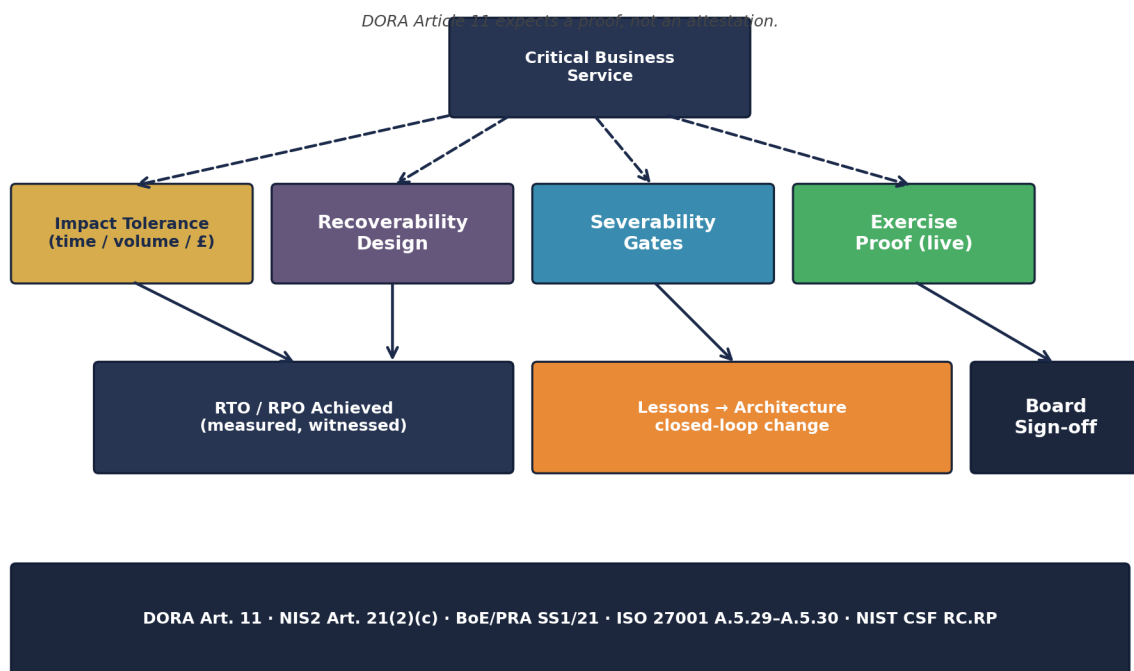 DORA Article 11 expects a proof, not an attestation.
Critical Business
Service
Impact Tolerance
(time / volume / £)
Recoverability
Design
Severability
Gates
Exercise
Proof (live)
RTO / RPO Achieved
(measured, witnessed)
Lessons → Architecture
closed-loop change
Board
Sign-off
DORA Art. 11 · NIS2 Art. 21(2)(c) · BoE/PRA SS1/21 · ISO 27001 A.5.29–A.5.30 · NIST CSF RC.RP